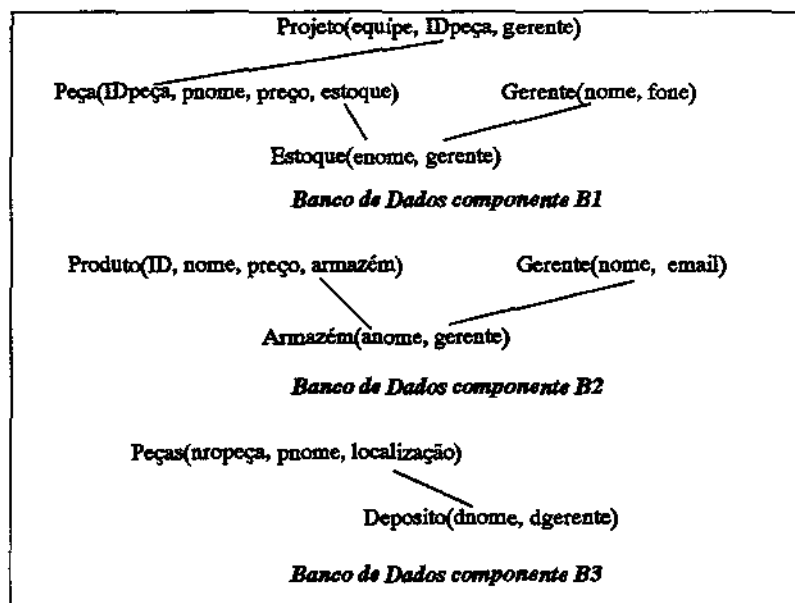 Projeto(equipe, IDpeça, gerente)
Peça(IDpeça, pnome, preço, estoque) Gerente(nome, fone)
Estoque(enome, gerente)
Banco de Dados componente B1
Produto(ID, nome, preço, armazém) Gerente(nome, email)
Armazém(anome, gerente)
Banco de Dados componente B2
Peças(nropeça, pnome, localização)
Deposito(dnome, dgerente)
Banco de Dados componente B3